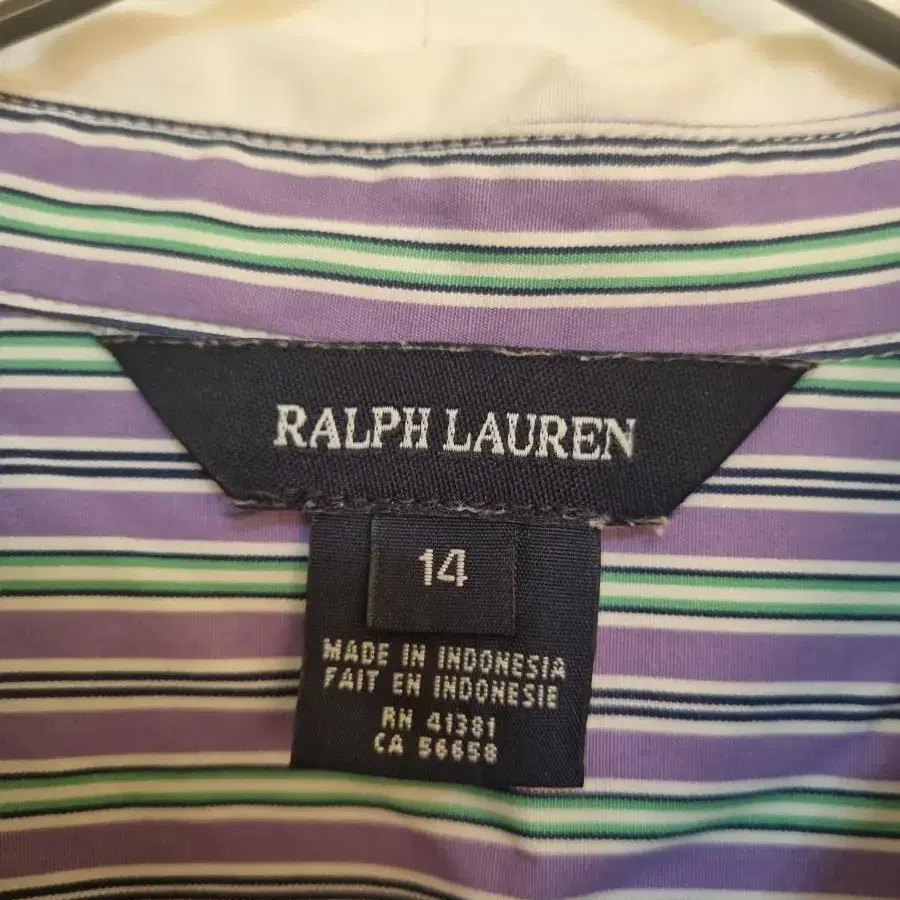 RALPH LAUREN
14
MADE IN INDONESIA
FAIT EN INDONESIE
RN 41381
CA 56658